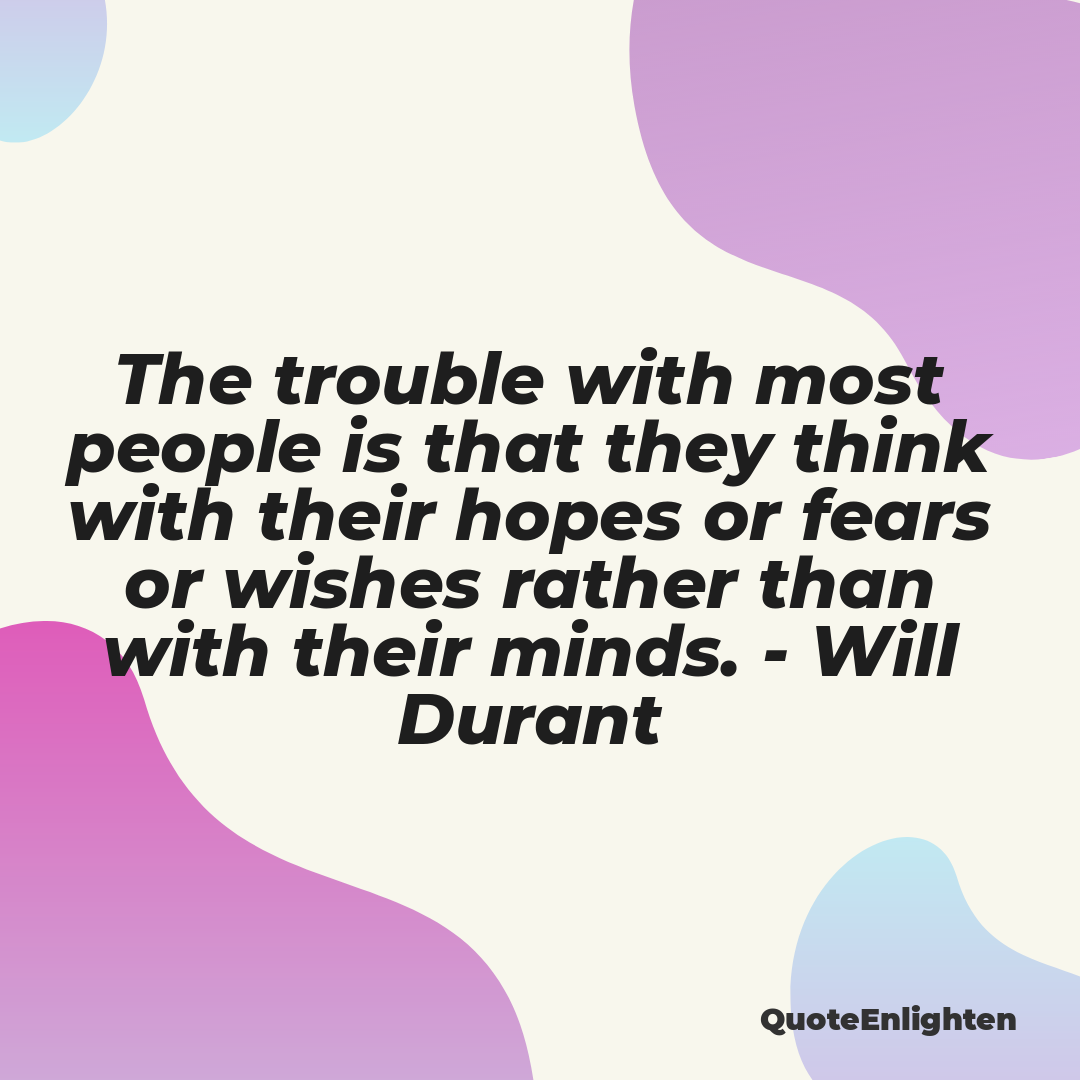 The trouble with most
people is that they think
with their hopes or fears
or wishes rather than
with their minds. - Will
Durant
QuoteEnlighten